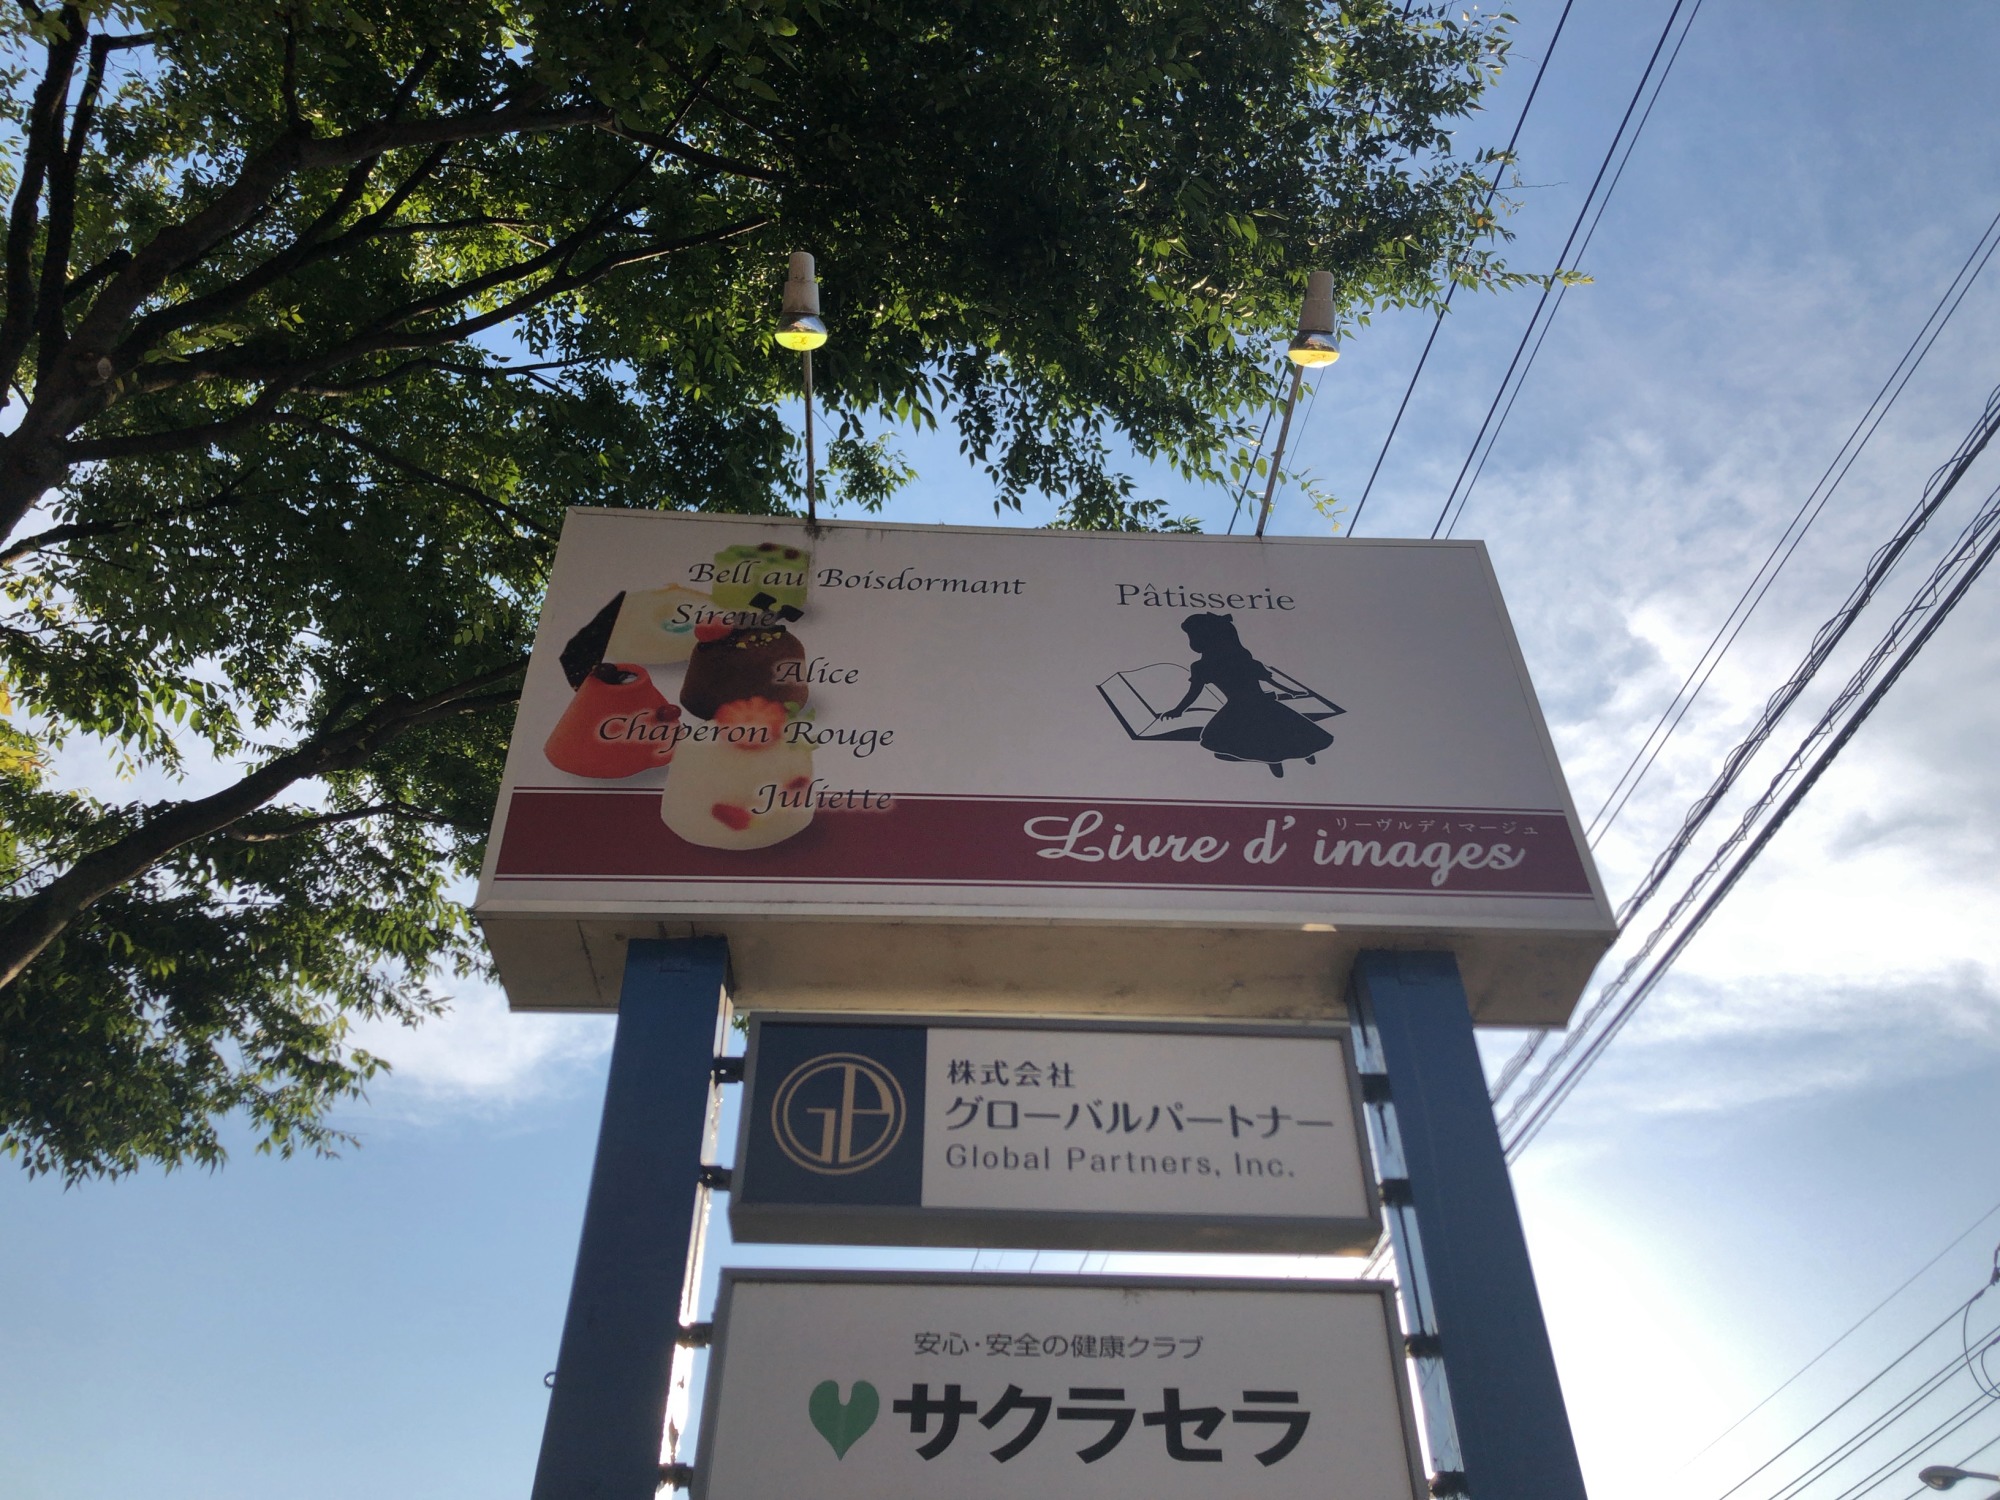 Bell au Boisdormant
Sirene
Alice
Chaperon Rouge
Juliette
Pâtisserie
リーヴルディマージュ
Livre d' images
GP
株式会社
グローバルパートナー
Global Partners, Inc.
安心・安全の健康クラブ
サクラセラ